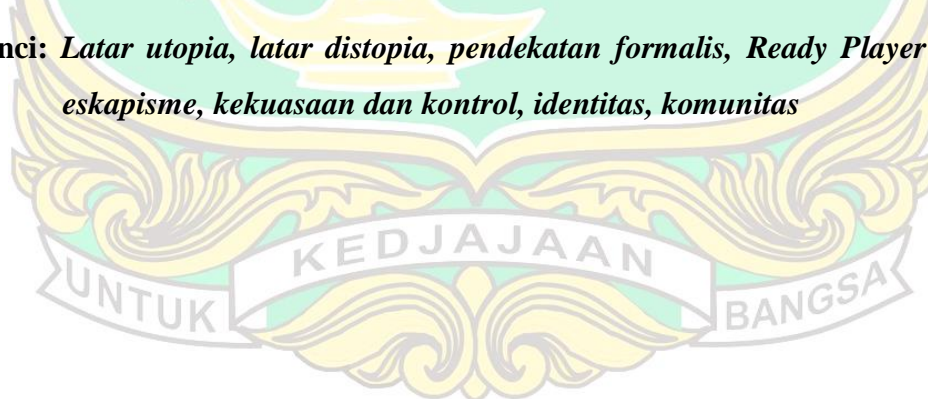 nci: Latar utopia, latar distopia, pendekatan formalis, Ready Player
eskapisme, kekuasaan dan kontrol, identitas, komunitas
UNTUK KEDJAJAAN BANGSA